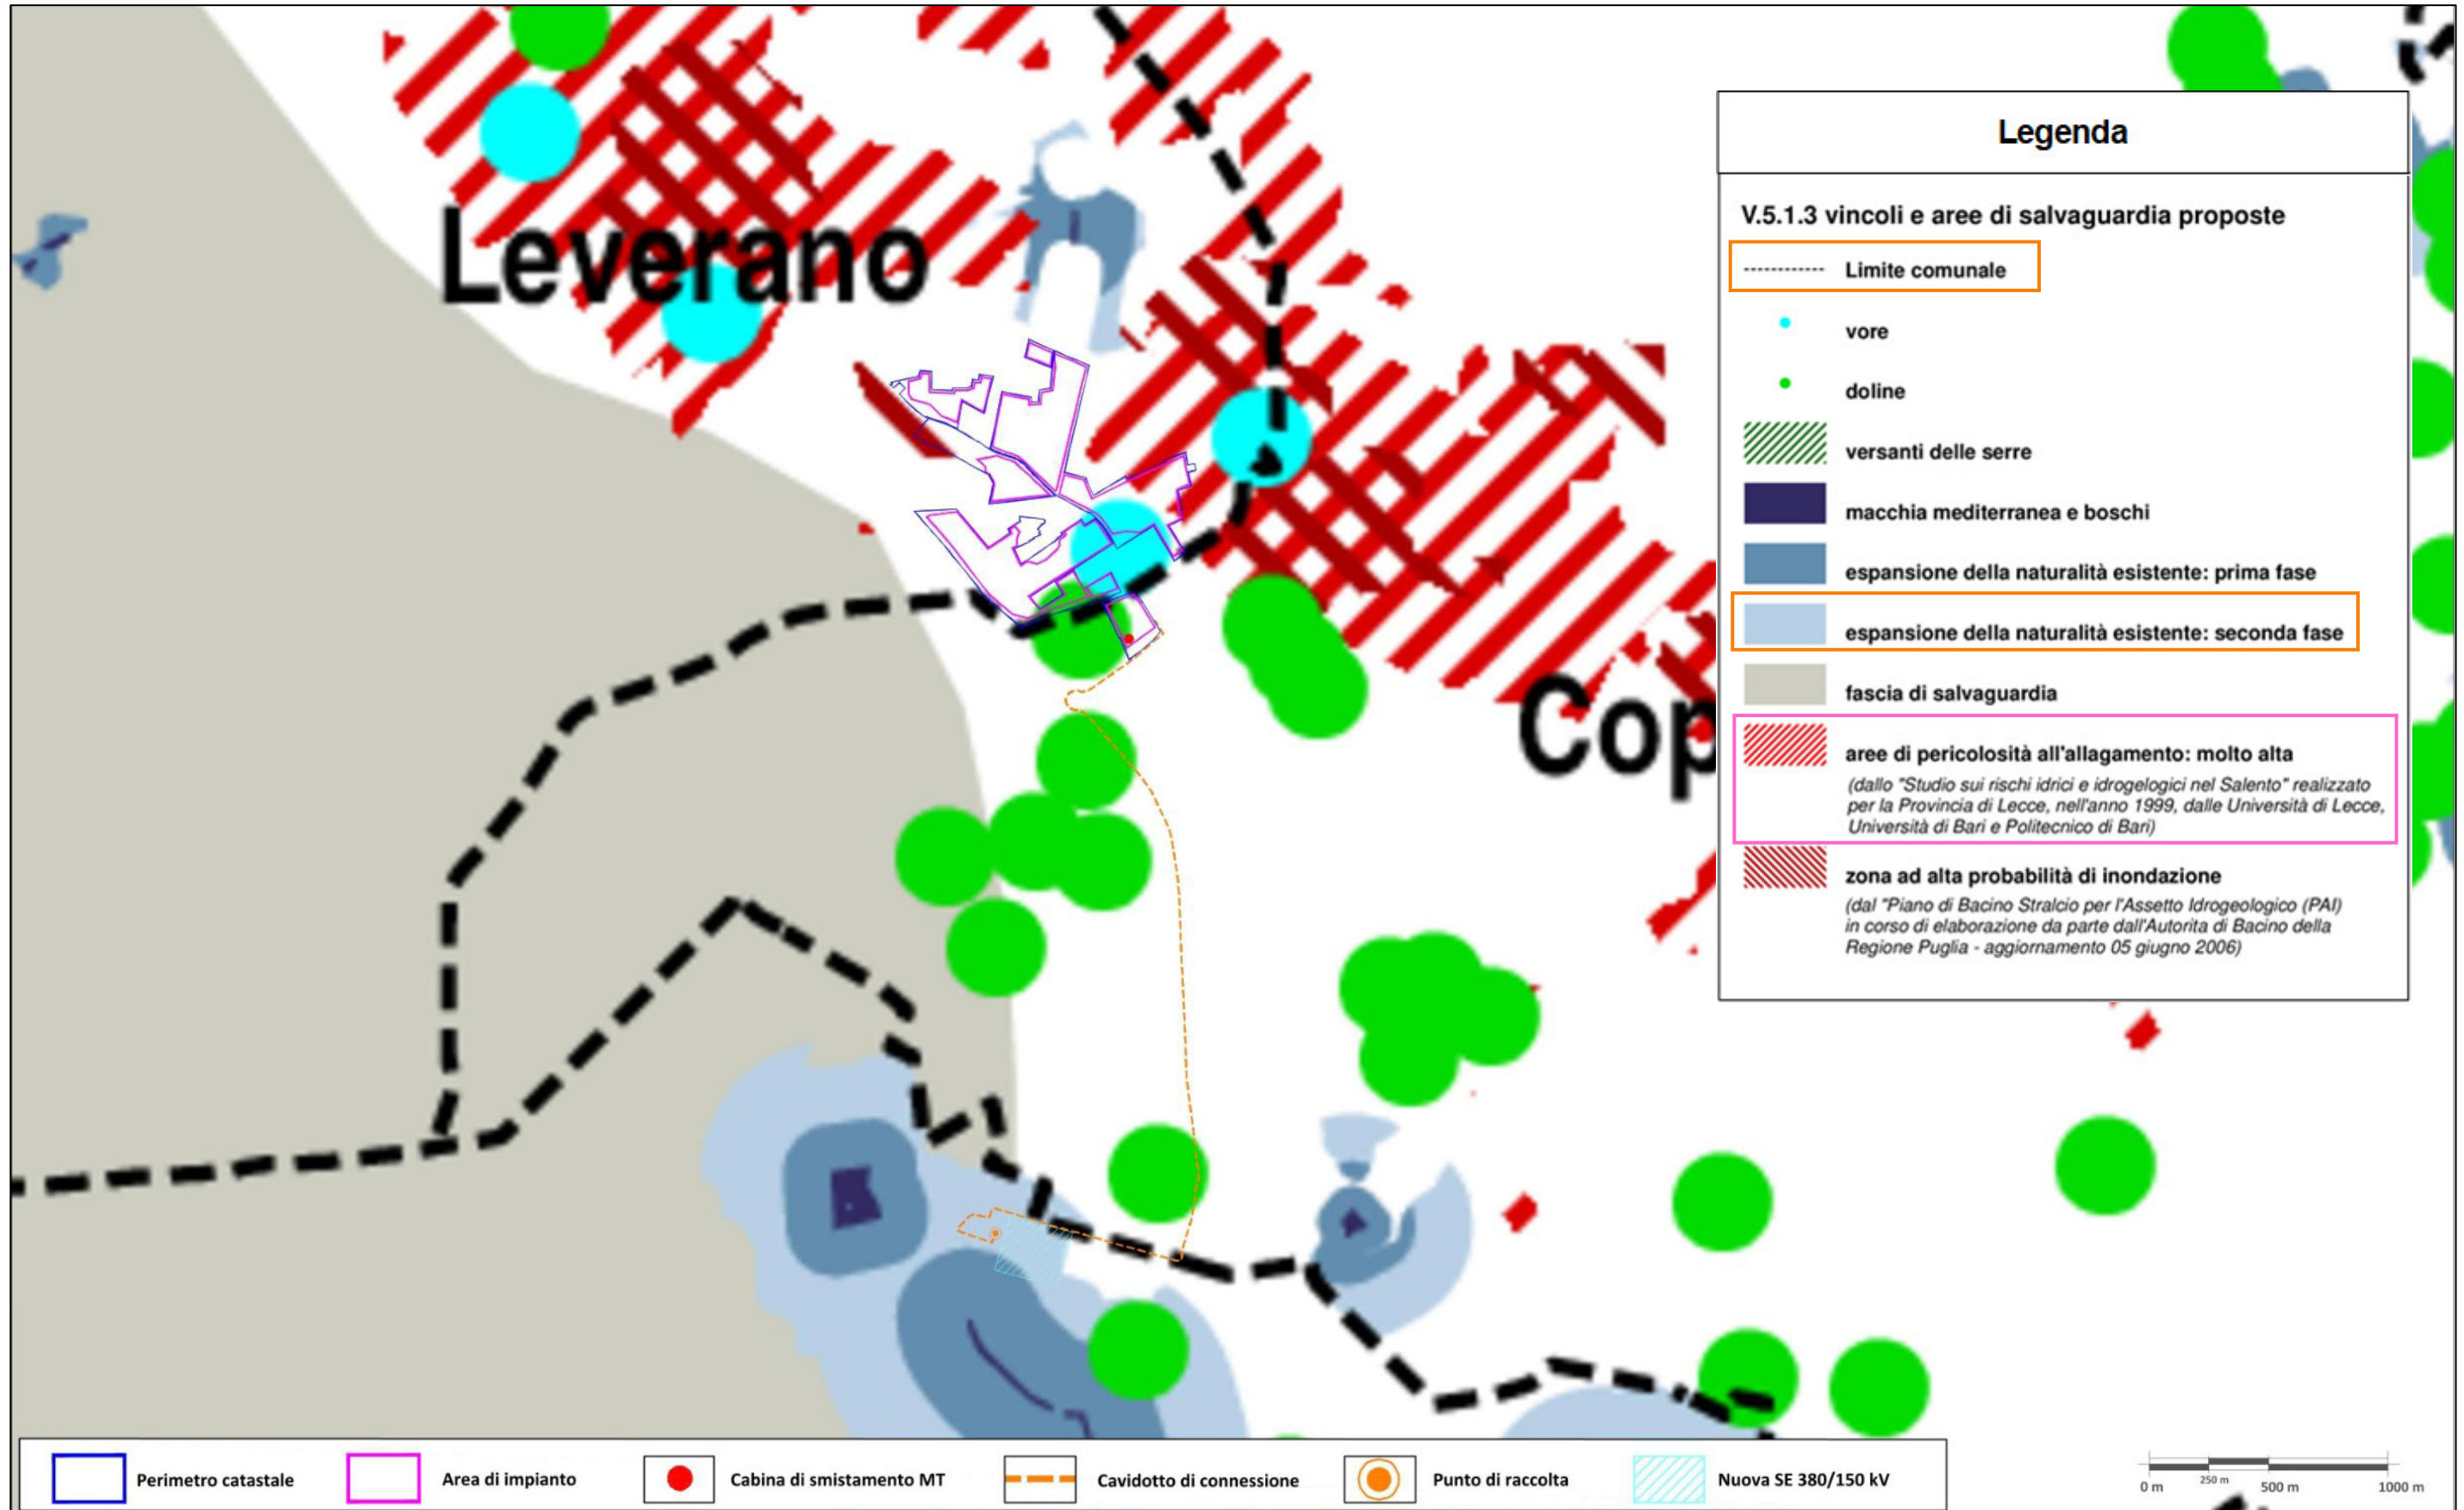 Leverano
Cop
Legenda
V.5.1.3 vincoli e aree di salvaguardia proposte
Limite comunale
vore
doline
versanti delle serre
macchia mediterranea e boschi
espansione della naturalità esistente: prima fase
espansione della naturalità esistente: seconda fase
fascia di salvaguardia
aree di pericolosità all'allagamento: molto alta
(dallo "Studio sui rischi idrici e idrogelogici nel Salento" realizzato
per la Provincia di Lecce, nell'anno 1999, dalle Università di Lecce,
Università di Bari e Politecnico di Bari)
zona ad alta probabilità di inondazione
(dal "Piano di Bacino Stralcio per l'Assetto Idrogeologico (PAI)
in corso di elaborazione da parte dall'Autorita di Bacino della
Regione Puglia - aggiornamento 05 giugno 2006)
Perimetro catastale
Area di impianto
Cabina di smistamento MT
Cavidotto di connessione
Punto di raccolta
Nuova SE 380/150 kV
0 m
250 m
500 m
1000 m